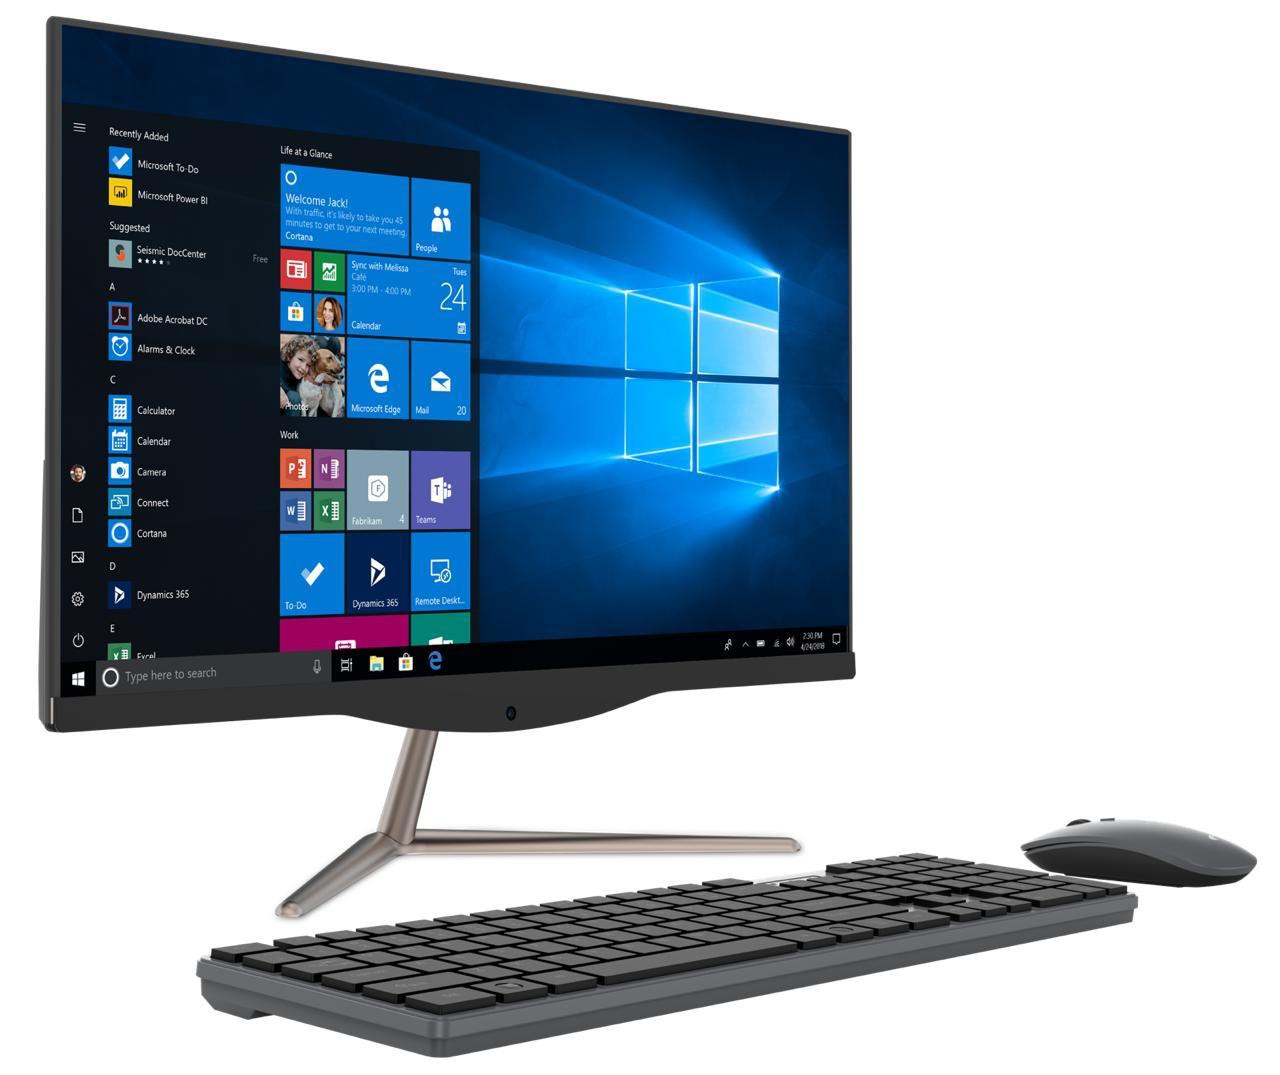 Recently Added
Microsoft To-Do
Microsoft Power BI
Suggested
Seismic DocCenter
Free
A
Adobe Acrobat DC
Alarms & Clock
C
Calculator
Calendar
Camera
Connect
Cortana
D
Dynamics 365
E
Excel
Type here to search
Life at a Glance
Welcome Jack!
With traffic, it's likely to take you 45
minutes to get to your next meeting.
Cortana
People
Sync with Melissa
Café
3:00 PM - 4:00 PM
Tues
24
Calendar
Photos
Microsoft Edge
Mail 20
Work
P
N
W
X
Fabrikam 4
T
Teams
To-Do
Dynamics 365
Remote Deskt...
2:30 PM
4/24/2018